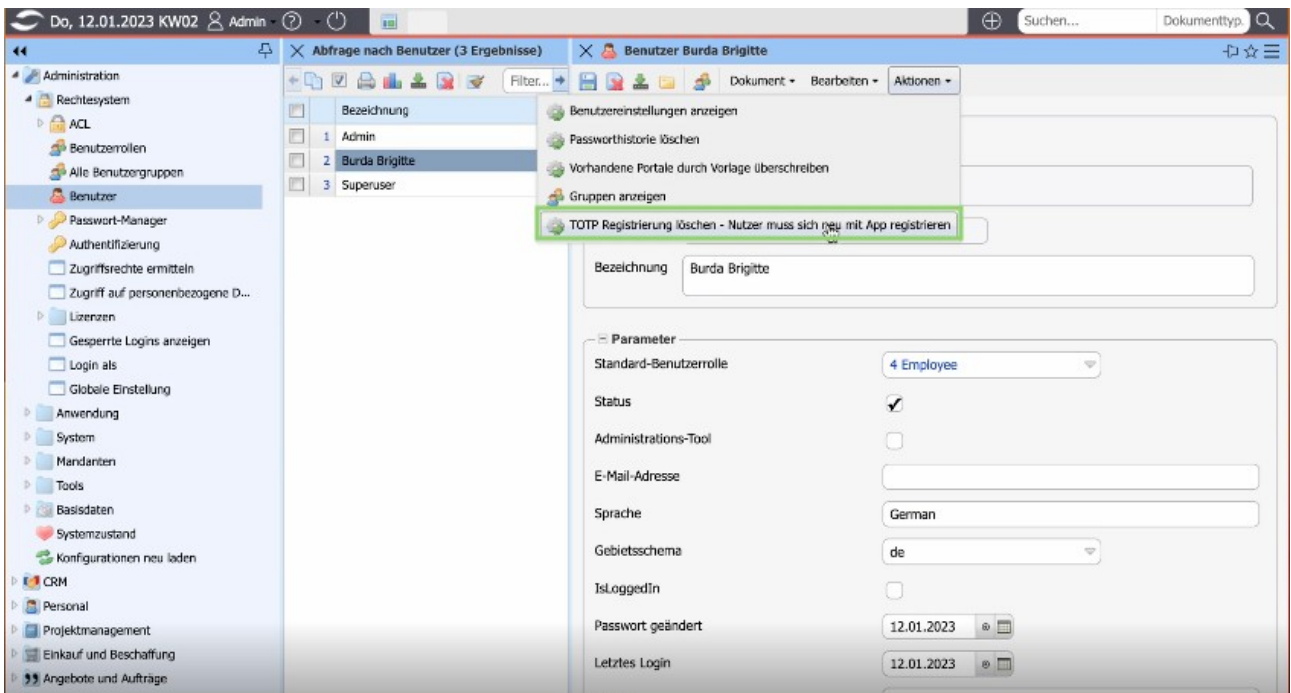 Do, 12.01.2023 KW02 Admin
Suchen...
Dokumenttyp.
Abfrage nach Benutzer (3 Ergebnisse)
Benutzer Burda Brigitte
Filter...
Dokument
Bearbeiten
Aktionen
Administration
Rechtesystem
ACL
Benutzerrollen
Alle Benutzergruppen
Benutzer
Passwort-Manager
Authentifizierung
Zugriffsrechte ermitteln
Zugriff auf personenbezogene D...
Lizenzen
Gesperrte Logins anzeigen
Login als
Globale Einstellung
Anwendung
System
Mandanten
Tools
Basisdaten
Systemzustand
Konfigurationen neu laden
CRM
Personal
Projektmanagement
Einkauf und Beschaffung
Angebote und Aufträge
Bezeichnung
1 Admin
2 Burda Brigitte
3 Superuser
Benutzereinstellungen anzeigen
Passworthistorie löschen
Vorhandene Portale durch Vorlage überschreiben
Gruppen anzeigen
TOTP Registrierung löschen - Nutzer muss sich neu mit App registrieren
Bezeichnung Burda Brigitte
Parameter
Standard-Benutzerrolle 4 Employee
Status
Administrations-Tool
E-Mail-Adresse
Sprache German
Gebietsschema de
IsLoggedIn
Passwort geändert 12.01.2023
Letztes Login 12.01.2023